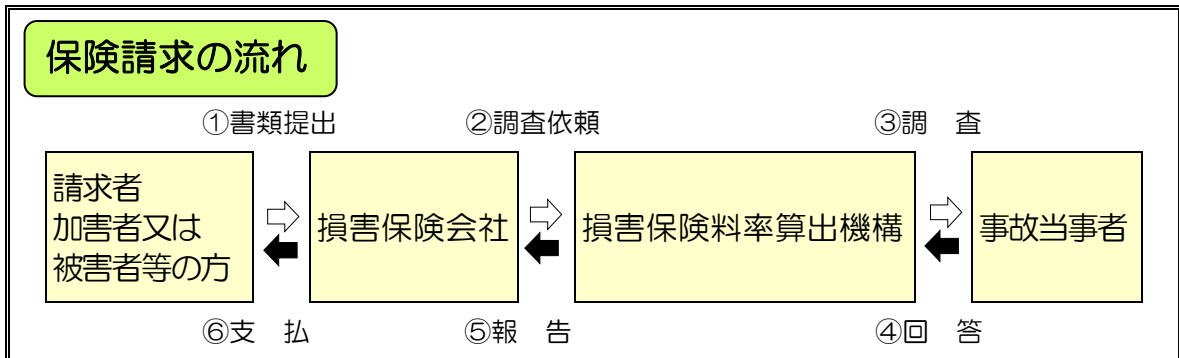 保険請求の流れ
①書類提出
②調査依頼
③調　査
請求者
加害者又は
被害者等の方
損害保険会社
損害保険料率算出機構
事故当事者
⑥支　払
⑤報　告
④回　答